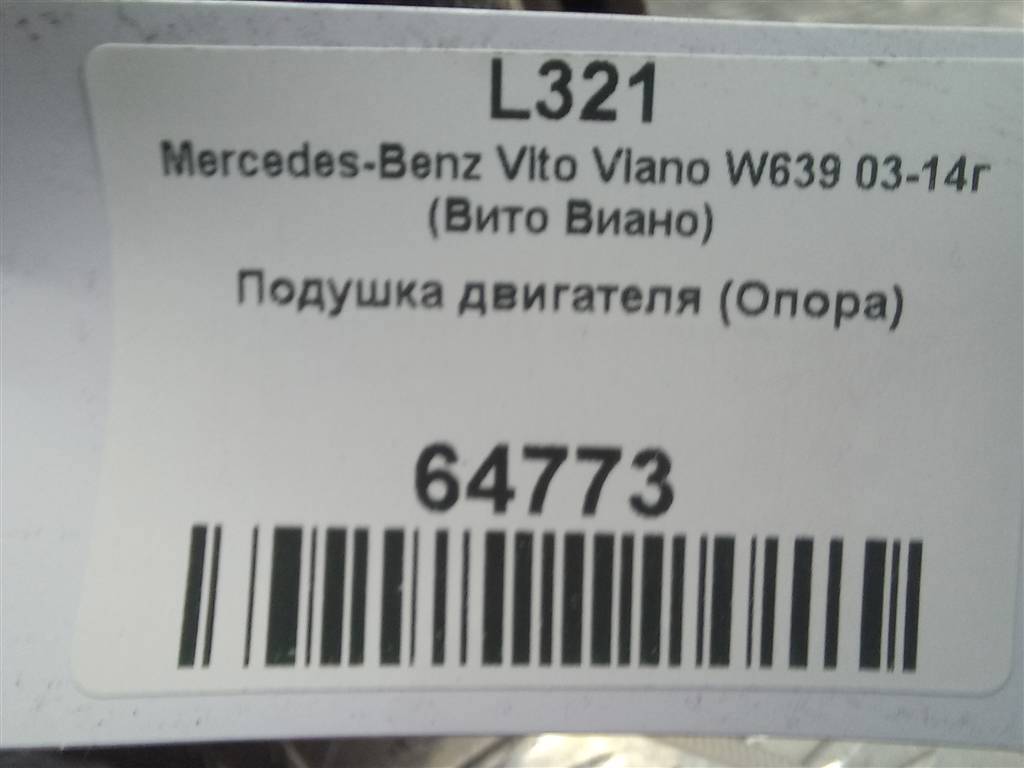 L321
Mercedes-Benz Vito Viano W639 03-14г
(Вито Виано)
Подушка двигателя (Опора)
64773